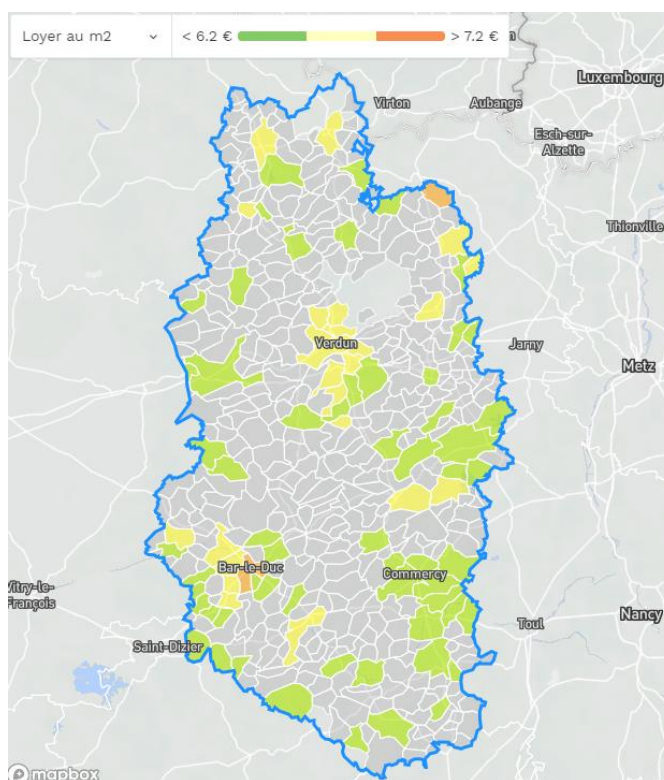 Loyer au m2
< 6.2 €
> 7.2 €
Luxembourg
Virton
Aubange
Esch-sur-
Alzette
Thionville
Verdun
Jarny
Metz
Bar-le-Duc
Commercy
Vitry-le-
François
Nancy
Toul
Saint-Dizier
mapbox